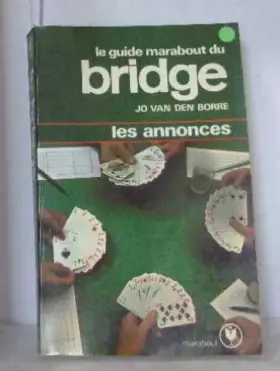 le guide marabout du
bridge
JO VAN DEN BORRE
les annonces
marabout